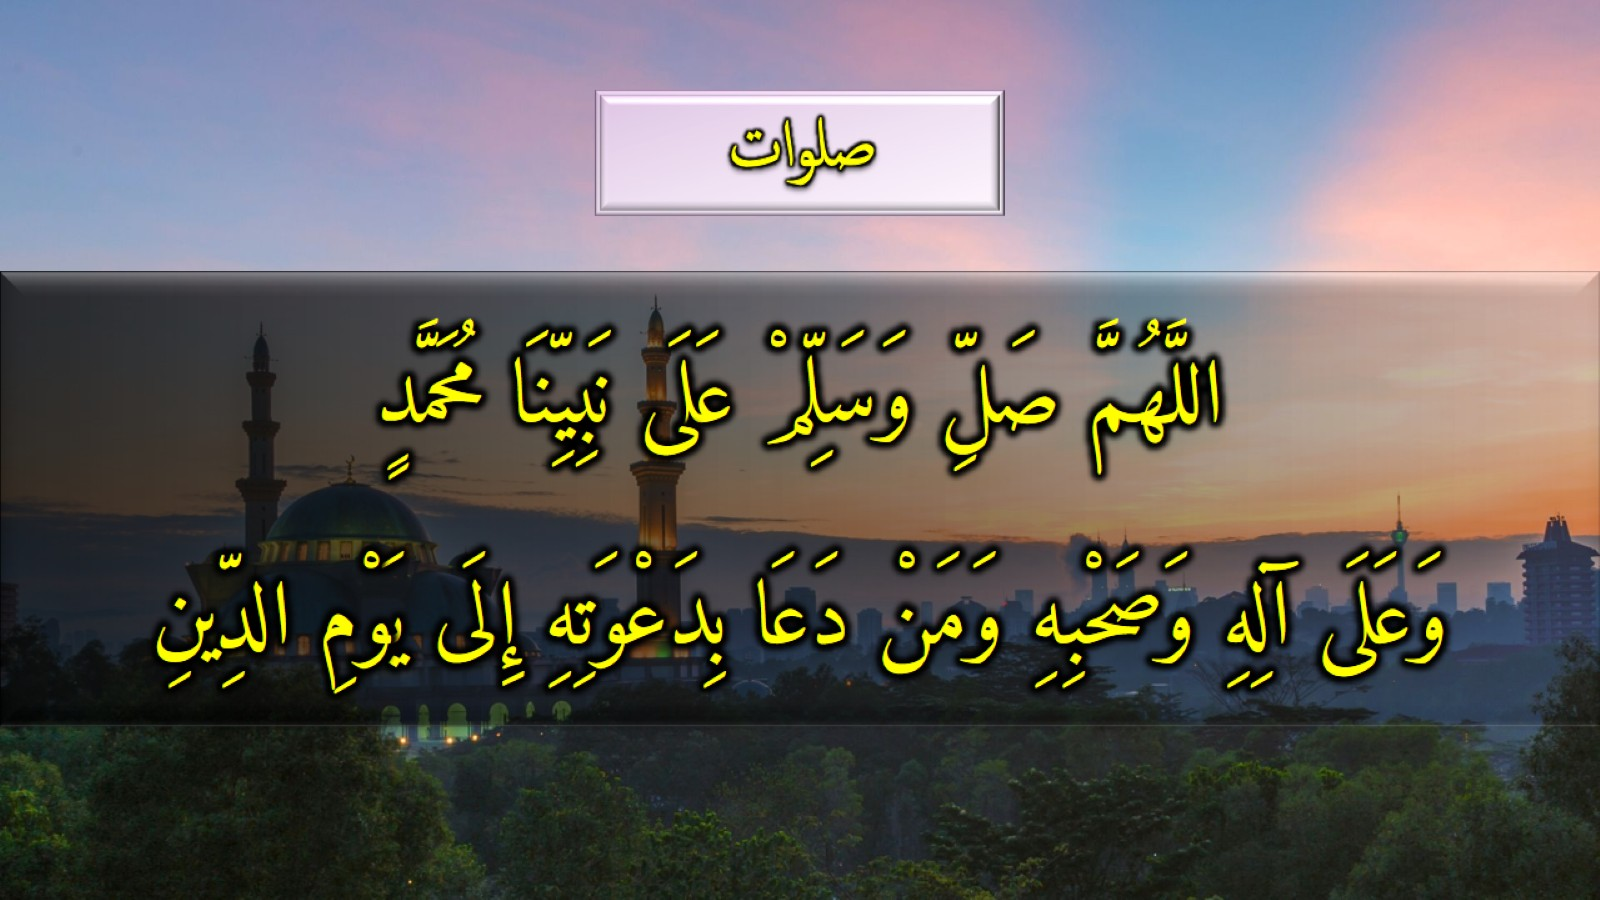 صلوات
اللَّهُمَّ صَلِّ وَسَلِّمْ عَلَى نَبِيِّنَا مُحَمَّدٍ
وَعَلَى آلِهِ وَصَحْبِهِ وَمَنْ دَعَا بِدَعْوَتِهِ إِلَى يَوْمِ الدِّينِ